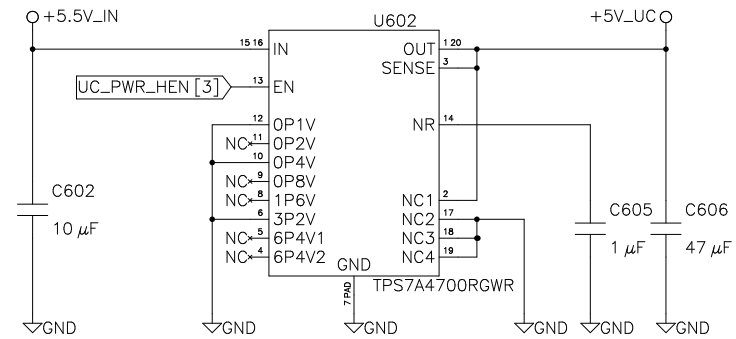 U602
+5.5V_IN
+5V_UC
15 16 IN
OUT 1 20
SENSE 3
UC_PWR_HEN [3]
13 EN
12 0P1V
NR 14
NC 11 0P2V
10 0P4V
NC 9 0P8V
NC 8 1P6V
NC1 2
6 3P2V
NC2 17
NC 5 6P4V1
NC3 18
NC 4 6P4V2
NC4 19
C602
10 µF
C605
1 µF
C606
47 µF
GND
7 PAD
TPS7A4700RGWR
GND
GND
GND
GND
GND
GND